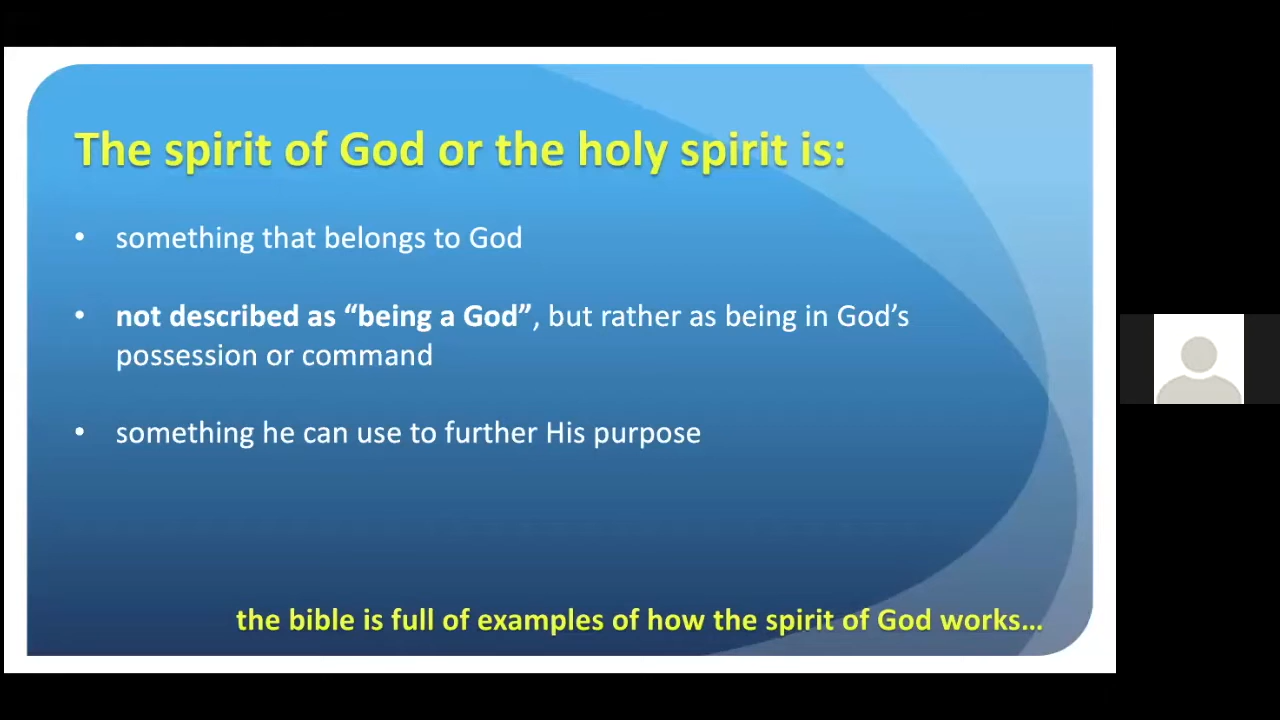 The spirit of God or the holy spirit is:
• something that belongs to God
• not described as “being a God”, but rather as being in God’s
possession or command
• something he can use to further His purpose
the bible is full of examples of how the spirit of God works...